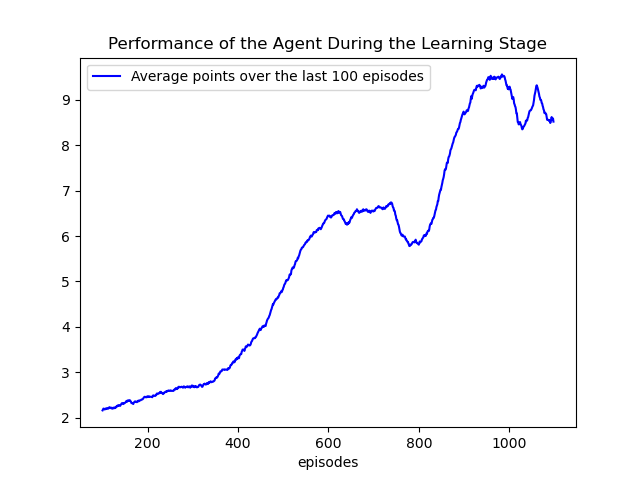 Performance of the Agent During the Learning Stage
Average points over the last 100 episodes
9
8
7
6
5
4
3
2
200 400 600 800 1000
episodes